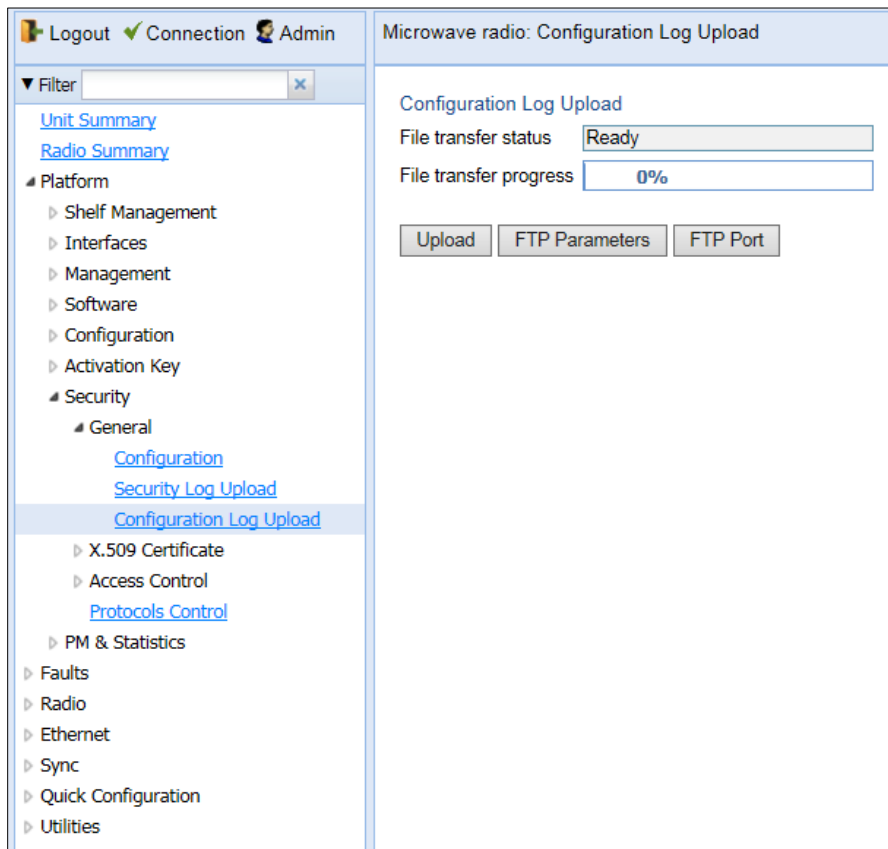 Logout Connection Admin
Filter
Unit Summary
Radio Summary
Platform
Shelf Management
Interfaces
Management
Software
Configuration
Activation Key
Security
General
Configuration
Security Log Upload
Configuration Log Upload
X.509 Certificate
Access Control
Protocols Control
PM & Statistics
Faults
Radio
Ethernet
Sync
Quick Configuration
Utilities
Microwave radio: Configuration Log Upload
Configuration Log Upload
File transfer status Ready
File transfer progress 0%
Upload FTP Parameters FTP Port